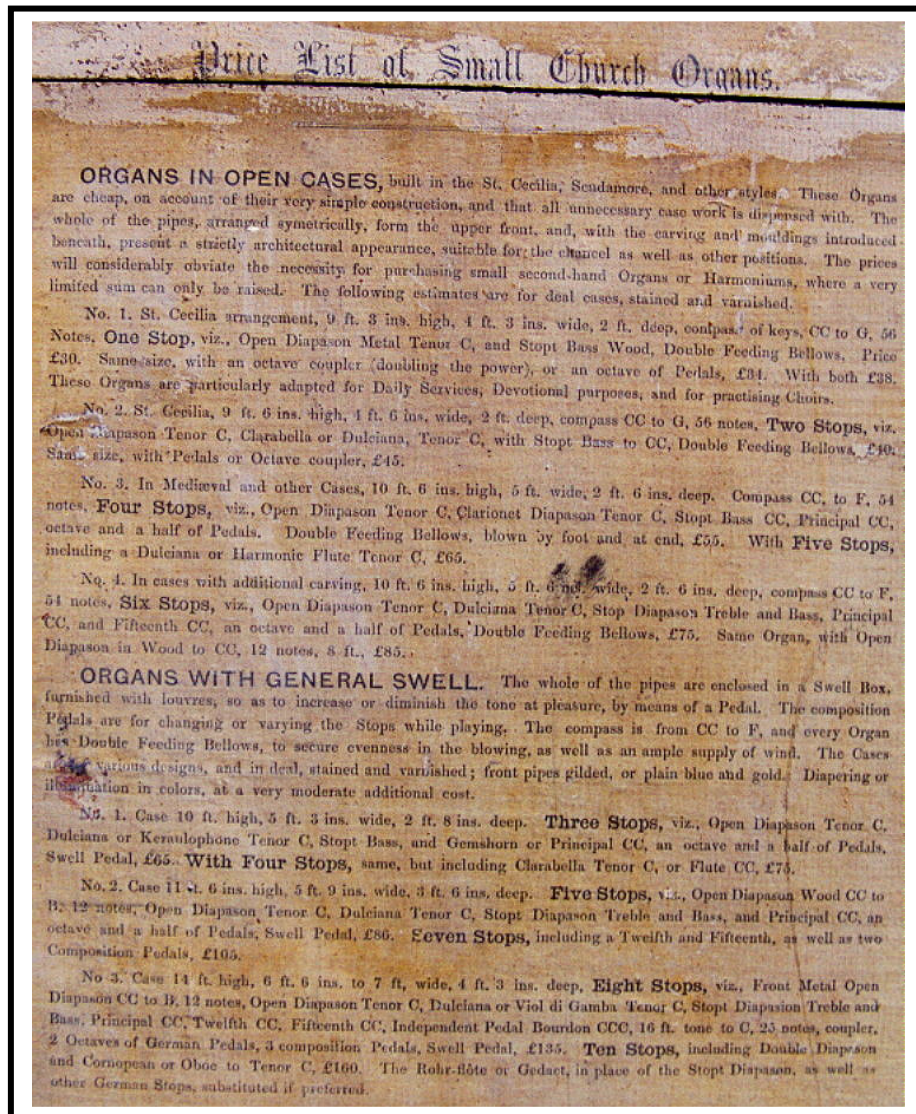 Price List of Small Church Organs.
ORGANS IN OPEN CASES, built in the St. Cecilia, Scudamore, and other styles. These Organs
are cheap, on account of their very simple construction, and that all unnecessary case work is dispensed with. The
whole of the pipes, arranged symetrically, form the upper front, and, with the carving and mouldings introduced
beneath, present a strictly architectural appearance, suitable for the chancel as well as other positions. The prices
will considerably obviate the necessity for purchasing small second-hand Organs or Harmoniums, where a very
limited sum can only be raised. The following estimates are for deal cases, stained and varnished.
No. 1. St. Cecilia arrangement, 9 ft. 3 ins. high, 4 ft. 3 ins. wide, 2 ft. deep, compass of keys, CC to G, 56
Notes, One Stop, viz., Open Diapason Metal Tenor C, and Stopt Bass Wood, Double Feeding Bellows, Price
£30. Same size, with an octave coupler (doubling the power), or an octave of Pedals, £34. With both £38.
These Organs are particularly adapted for Daily Services, Devotional purposes, and for practising Choirs.
No. 2. St. Cecilia, 9 ft. 6 ins. high, 4 ft. 6 ins, wide, 2 ft. deep, compass CC to G, 56 notes, Two Stops, viz.
Open Diapason Tenor C, Clarabella or Dulciana, Tenor C, with Stopt Bass to CC, Double Feeding Bellows, £40.
Same size, with Pedals or Octave coupler, £45.
No. 3. In Mediæval and other Cases, 10 ft. 6 ins. high, 5 ft. wide, 2 ft. 6 ins. deep. Compass CC, to F, 54
notes, Four Stops, viz., Open Diapason Tenor C, Clarionet Diapason Tenor C, Stopt Bass CC, Principal CC,
octave and a half of Pedals. Double Feeding Bellows, blown by foot and at end, £55. With Five Stops,
including a Dulciana or Harmonic Flute Tenor C, £65.
No. 4. In cases with additional carving, 10 ft. 6 ins. high, 5 ft. 6 wide, 2 ft. 6 ins. deep, compass CC to F,
54 notes, Six Stops, viz., Open Diapason Tenor C, Dulciana Tenor C, Stop Diapason Treble and Bass, Principal
CC, and Fifteenth CC, an octave and a half of Pedals, Double Feeding Bellows, £75. Same Organ, with Open
Diapason in Wood to CC, 12 notes, 8 ft., £85.
ORGANS WITH GENERAL SWELL. The whole of the pipes are enclosed in a Swell Box,
furnished with louvres, so as to increase or diminish the tone at pleasure, by means of a Pedal. The composition
Pedals are for changing or varying the Stops while playing. The compass is from CC to F, and every Organ
has Double Feeding Bellows, to secure evenness in the blowing, as well as an ample supply of wind. The Cases
various designs, and in deal, stained and varnished; front pipes gilded, or plain blue and gold. Diapering or
illumination in colors, at a very moderate additional cost.
No. 1. Case 10 ft. high, 5 ft. 3 ins. wide, 2 ft. 8 ins. deep. Three Stops, viz., Open Diapason Tenor C,
Dulciana or Keraulophone Tenor C, Stopt Bass, and Gemshorn or Principal CC, an octave and a half of Pedals,
Swell Pedal, £65. With Four Stops, same, but including Clarabella Tenor C, or Flute CC, £75.
No. 2. Case 11 ft. 6 ins. high, 5 ft. 9 ins. wide, 3 ft. 6 ins. deep. Five Stops, viz., Open Diapason Wood CC to
B, 12 notes, Open Diapason Tenor C, Dulciana Tenor C, Stopt Diapason Treble and Bass, and Principal CC, an
octave and a half of Pedals, Swell Pedal, £86. Seven Stops, including a Twelfth and Fifteenth, as well as two
Composition Pedals, £105.
No 3. Case 14 ft. high, 6 ft. 6 ins. to 7 ft, wide, 4 ft. 3 ins. deep, Eight Stops, viz., Front Metal Open
Diapason CC to B, 12 notes, Open Diapason Tenor C, Dulciana or Viol di Gamba Tenor C, Stopt Diapasion Treble and
Bass, Principal CC, Twelfth CC, Fifteenth CC, Independent Pedal Bourdon CCC, 16 ft. tone to C, 25 notes, coupler,
2 Octaves of German Pedals, 3 composition Pedals, Swell Pedal, £135. Ten Stops, including Double Diapason
and Cornopean or Oboe to Tenor C, £160. The Rohr-flöte or Gedact, in place of the Stopt Diapason, as well as
other German Stops, substituted if preferred.